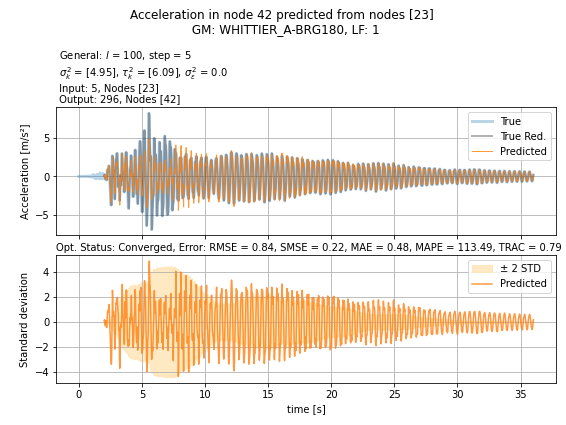 Acceleration in node 42 predicted from nodes [23]
GM: WHITTIER_A-BRG180, LF: 1
General: l = 100, step = 5
σ²ₖ = [4.95], τ²ₖ = [6.09], σ²ε = 0.0
Input: 5, Nodes [23]
Output: 296, Nodes [42]
True
True Red.
Predicted
Acceleration [m/s²]
5
0
−5
Opt. Status: Converged, Error: RMSE = 0.84, SMSE = 0.22, MAE = 0.48, MAPE = 113.49, TRAC = 0.79
± 2 STD
Predicted
Standard deviation
4
2
0
−2
−4
0 5 10 15 20 25 30 35
time [s]